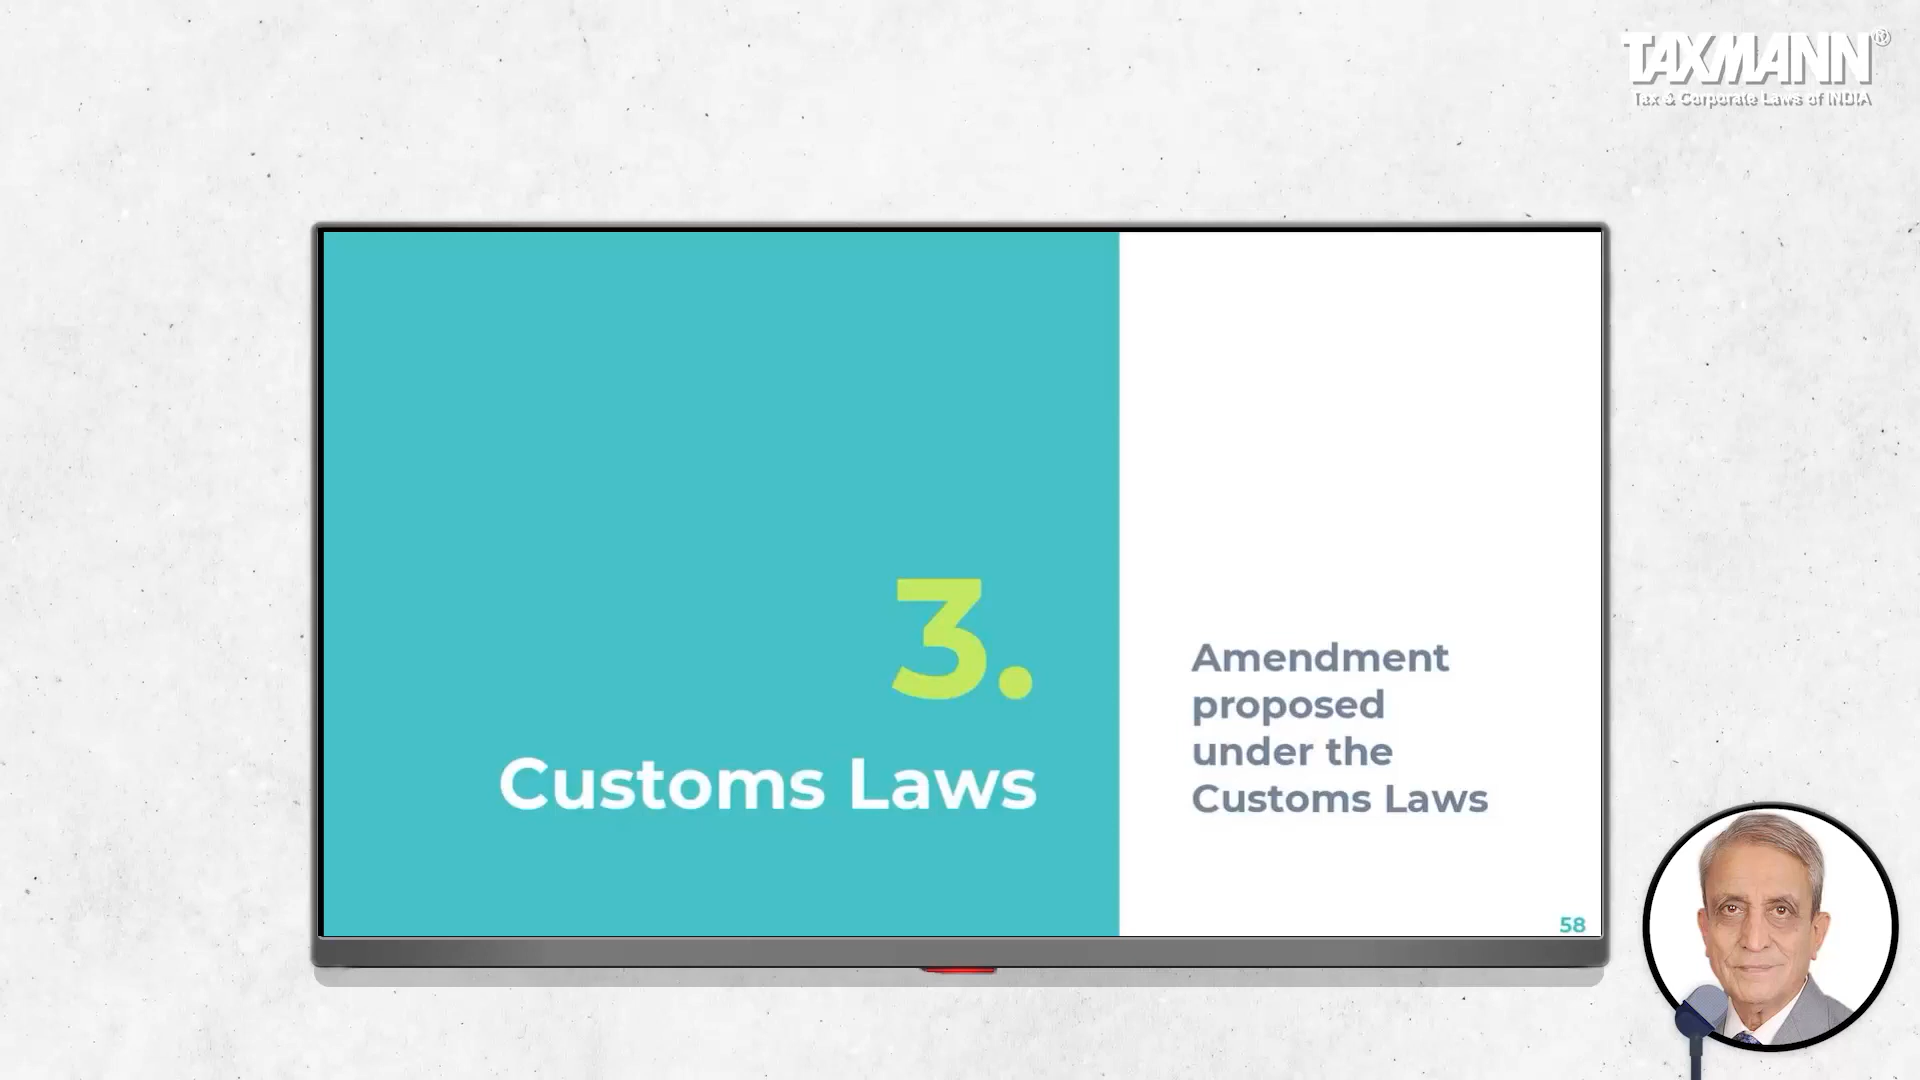 TAXMANN®
Tax & Corporate Laws of INDIA
3.
Customs Laws
Amendment
proposed
under the
Customs Laws
58